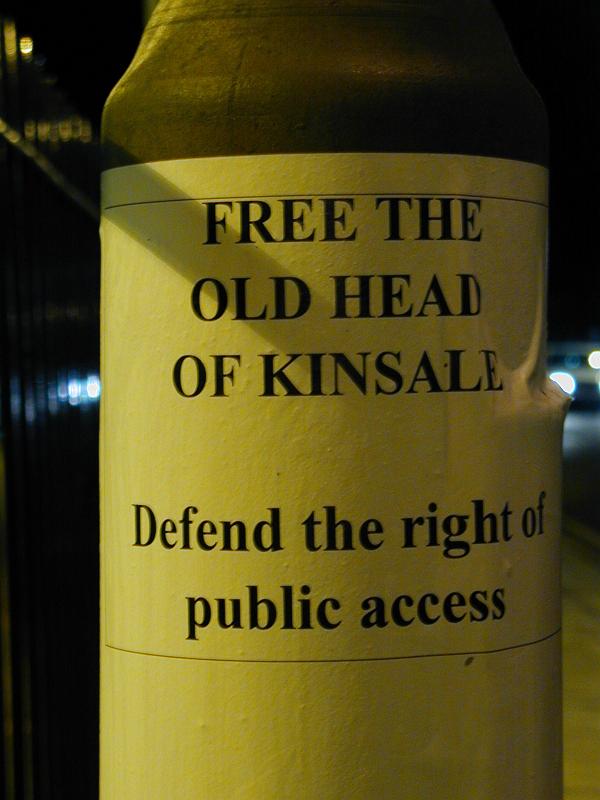 FREE THE
OLD HEAD
OF KINSALE
Defend the right of
public access